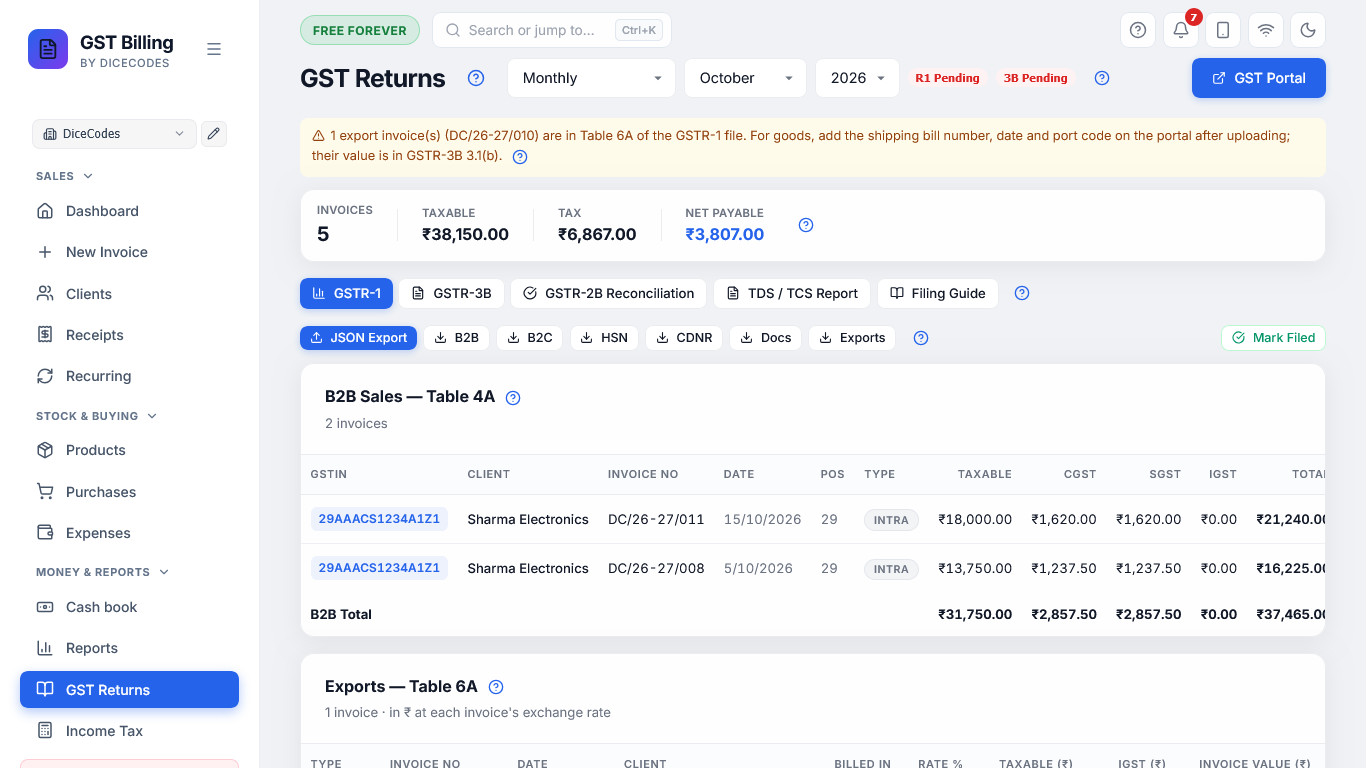 GST Billing
BY DICECODES
DiceCodes
SALES
Dashboard
New Invoice
Clients
Receipts
Recurring
STOCK & BUYING
Products
Purchases
Expenses
MONEY & REPORTS
Cash book
Reports
GST Returns
Income Tax
FREE FOREVER
Search or jump to...
Ctrl+K
7
GST Returns
Monthly
October
2026
R1 Pending
3B Pending
GST Portal
1 export invoice(s) (DC/26-27/010) are in Table 6A of the GSTR-1 file. For goods, add the shipping bill number, date and port code on the portal after uploading;
their value is in GSTR-3B 3.1(b).
INVOICES TAXABLE TAX NET PAYABLE
5 ₹38,150.00 ₹6,867.00 ₹3,807.00
GSTR-1 GSTR-3B GSTR-2B Reconciliation TDS / TCS Report Filing Guide
JSON Export B2B B2C HSN CDNR Docs Exports Mark Filed
B2B Sales — Table 4A
2 invoices
GSTIN CLIENT INVOICE NO DATE POS TYPE TAXABLE CGST SGST IGST TOTAL
29AAACS1234A1Z1 Sharma Electronics DC/26-27/011 15/10/2026 29 INTRA ₹18,000.00 ₹1,620.00 ₹1,620.00 ₹0.00 ₹21,240.00
29AAACS1234A1Z1 Sharma Electronics DC/26-27/008 5/10/2026 29 INTRA ₹13,750.00 ₹1,237.50 ₹1,237.50 ₹0.00 ₹16,225.00
B2B Total ₹31,750.00 ₹2,857.50 ₹2,857.50 ₹0.00 ₹37,465.00
Exports — Table 6A
1 invoice · in ₹ at each invoice's exchange rate
TYPE INVOICE NO DATE CLIENT BILLED IN RATE % TAXABLE (₹) IGST (₹) INVOICE VALUE (₹)